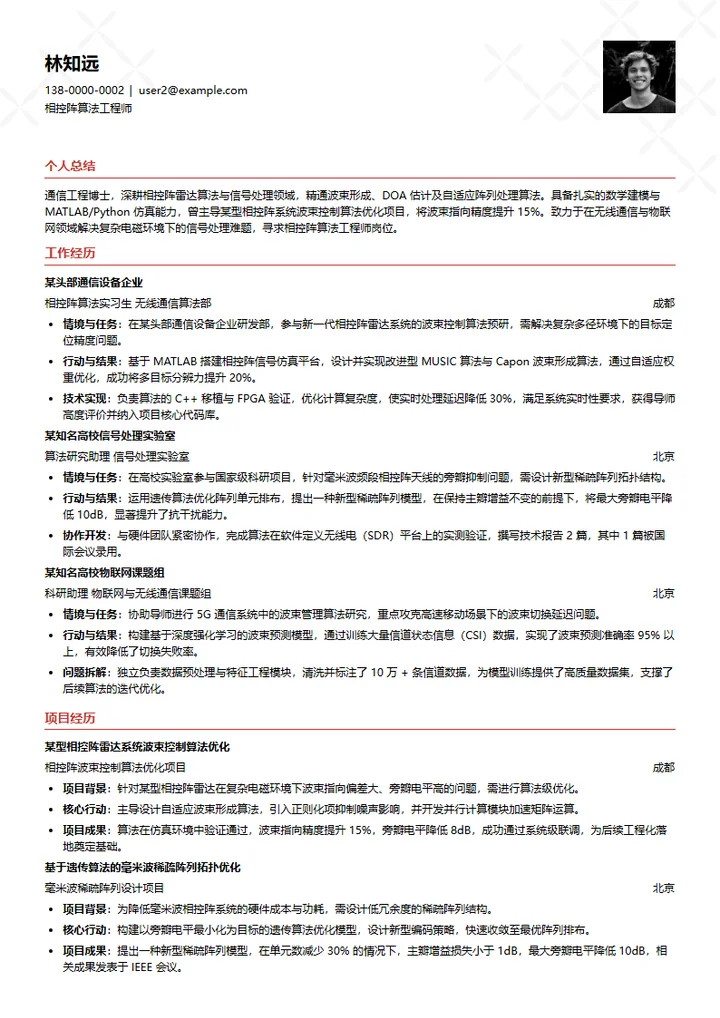 林知远
138-0000-0002 | user2@example.com
相控阵算法工程师
个人总结
通信工程博士，深耕相控阵雷达算法与信号处理领域，精通波束形成、DOA 估计及自适应阵列处理算法。具备扎实的数学建模与
MATLAB/Python 仿真能力，曾主导某型相控阵系统波束控制算法优化项目，将波束指向精度提升 15%。致力于在无线通信与物联
网领域解决复杂电磁环境下的信号处理难题，寻求相控阵算法工程师岗位。
工作经历
某头部通信设备企业
相控阵算法实习生 无线通信算法部 成都
• 情境与任务：在某头部通信设备企业研发部，参与新一代相控阵雷达系统的波束控制算法预研，需解决复杂多径环境下的目标定
位精度问题。
• 行动与结果：基于 MATLAB 搭建相控阵信号仿真平台，设计并实现改进型 MUSIC 算法与 Capon 波束形成算法，通过自适应权
重优化，成功将多目标分辨力提升 20%。
• 技术实现：负责算法的 C++ 移植与 FPGA 验证，优化计算复杂度，使实时处理延迟降低 30%，满足系统实时性要求，获得导师
高度评价并纳入项目核心代码库。
某知名高校信号处理实验室
算法研究助理 信号处理实验室 北京
• 情境与任务：在高校实验室参与国家级科研项目，针对毫米波频段相控阵天线的旁瓣抑制问题，需设计新型稀疏阵列拓扑结构。
• 行动与结果：运用遗传算法优化阵列单元排布，提出一种新型稀疏阵列模型，在保持主瓣增益不变的前提下，将最大旁瓣电平降
低 10dB，显著提升了抗干扰能力。
• 协作开发：与硬件团队紧密协作，完成算法在软件定义无线电（SDR）平台上的实测验证，撰写技术报告 2 篇，其中 1 篇被国
际会议录用。
某知名高校物联网课题组
科研助理 物联网与无线通信课题组 北京
• 情境与任务：协助导师进行 5G 通信系统中的波束管理算法研究，重点攻克高速移动场景下的波束切换延迟问题。
• 行动与结果：构建基于深度强化学习的波束预测模型，通过训练大量信道状态信息（CSI）数据，实现了波束预测准确率 95% 以
上，有效降低了切换失败率。
• 问题拆解：独立负责数据预处理与特征工程模块，清洗并标注了 10 万 + 条信道数据，为模型训练提供了高质量数据集，支撑了
后续算法的迭代优化。
项目经历
某型相控阵雷达系统波束控制算法优化
相控阵波束控制算法优化项目 成都
• 项目背景：针对某型相控阵雷达在复杂电磁环境下波束指向偏差大、旁瓣电平高的问题，需进行算法级优化。
• 核心行动：主导设计自适应波束形成算法，引入正则化项抑制噪声影响，并开发并行计算模块加速矩阵运算。
• 项目成果：算法在仿真环境中验证通过，波束指向精度提升 15%，旁瓣电平降低 8dB，成功通过系统级联调，为后续工程化落
地奠定基础。
基于遗传算法的毫米波稀疏阵列拓扑优化
毫米波稀疏阵列设计项目 北京
• 项目背景：为降低毫米波相控阵系统的硬件成本与功耗，需设计低冗余度的稀疏阵列结构。
• 核心行动：构建以旁瓣电平最小化为目标的遗传算法优化模型，设计新型编码策略，快速收敛至最优阵列排布。
• 项目成果：提出一种新型稀疏阵列模型，在单元数减少 30% 的情况下，主瓣增益损失小于 1dB，最大旁瓣电平降低 10dB，相
关成果发表于 IEEE 会议。